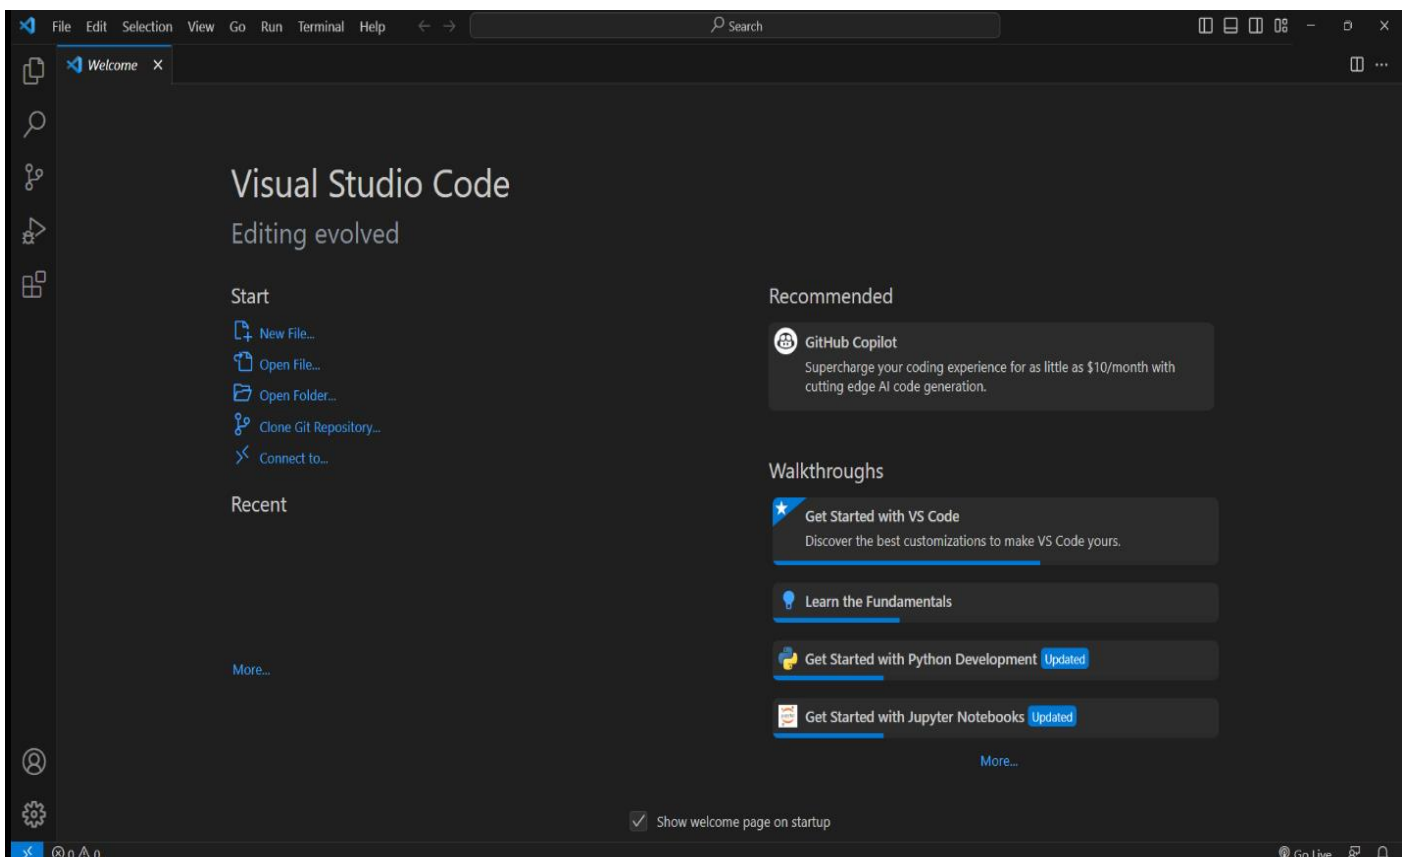 File Edit Selection View Go Run Terminal Help
Search
Welcome
Visual Studio Code
Editing evolved
Start
New File...
Open File...
Open Folder...
Clone Git Repository...
Connect to...
Recent
More...
Recommended
GitHub Copilot
Supercharge your coding experience for as little as $10/month with
cutting edge AI code generation.
Walkthroughs
Get Started with VS Code
Discover the best customizations to make VS Code yours.
Learn the Fundamentals
Get Started with Python Development Updated
Get Started with Jupyter Notebooks Updated
More...
Show welcome page on startup
0 0
Go Live